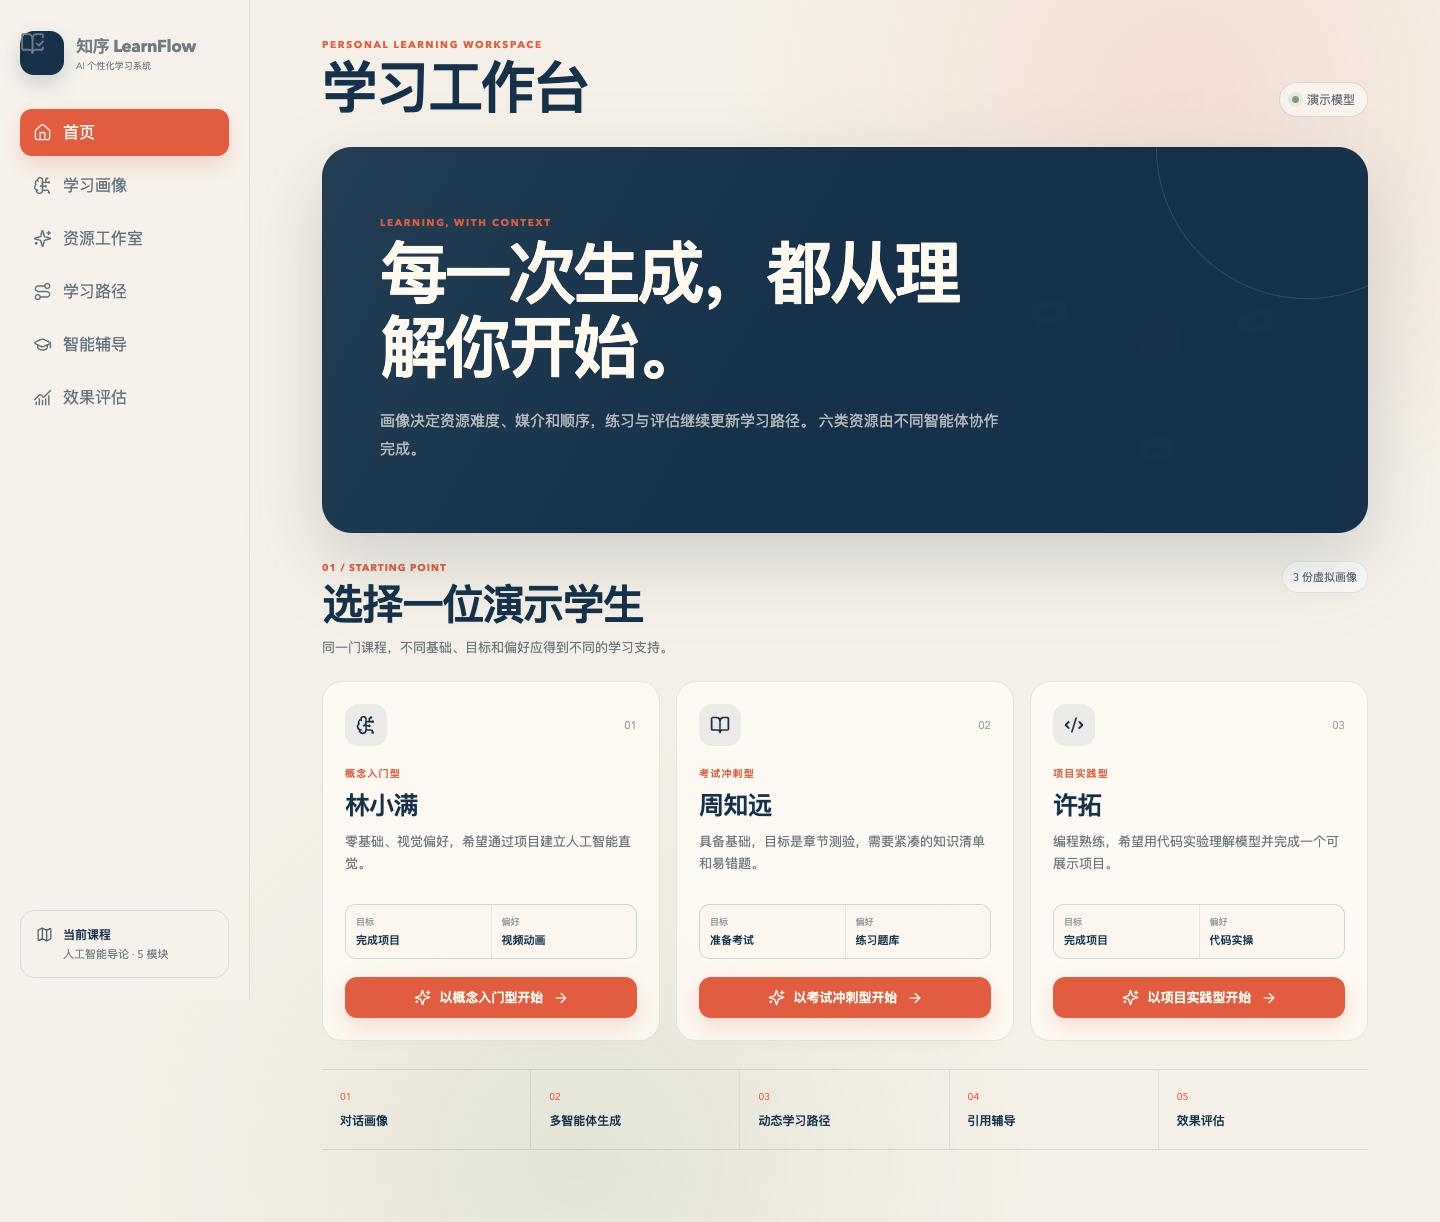 知序 LearnFlow
AI 个性化学习系统
首页
学习画像
资源工作室
学习路径
智能辅导
效果评估
当前课程
人工智能导论 · 5 模块
PERSONAL LEARNING WORKSPACE
学习工作台
演示模型
LEARNING, WITH CONTEXT
每一次生成，都从理
解你开始。
画像决定资源难度、媒介和顺序，练习与评估继续更新学习路径。 六类资源由不同智能体协作
完成。
01 / STARTING POINT
选择一位演示学生
同一门课程，不同基础、目标和偏好应得到不同的学习支持。
3 份虚拟画像
01
概念入门型
林小满
零基础、视觉偏好，希望通过项目建立人工智能直
觉。
目标
完成项目
偏好
视频动画
以概念入门型开始
02
考试冲刺型
周知远
具备基础，目标是章节测验，需要紧凑的知识清单
和易错题。
目标
准备考试
偏好
练习题库
以考试冲刺型开始
03
项目实践型
许拓
编程熟练，希望用代码实验理解模型并完成一个可
展示项目。
目标
完成项目
偏好
代码实操
以项目实践型开始
01
对话画像
02
多智能体生成
03
动态学习路径
04
引用辅导
05
效果评估